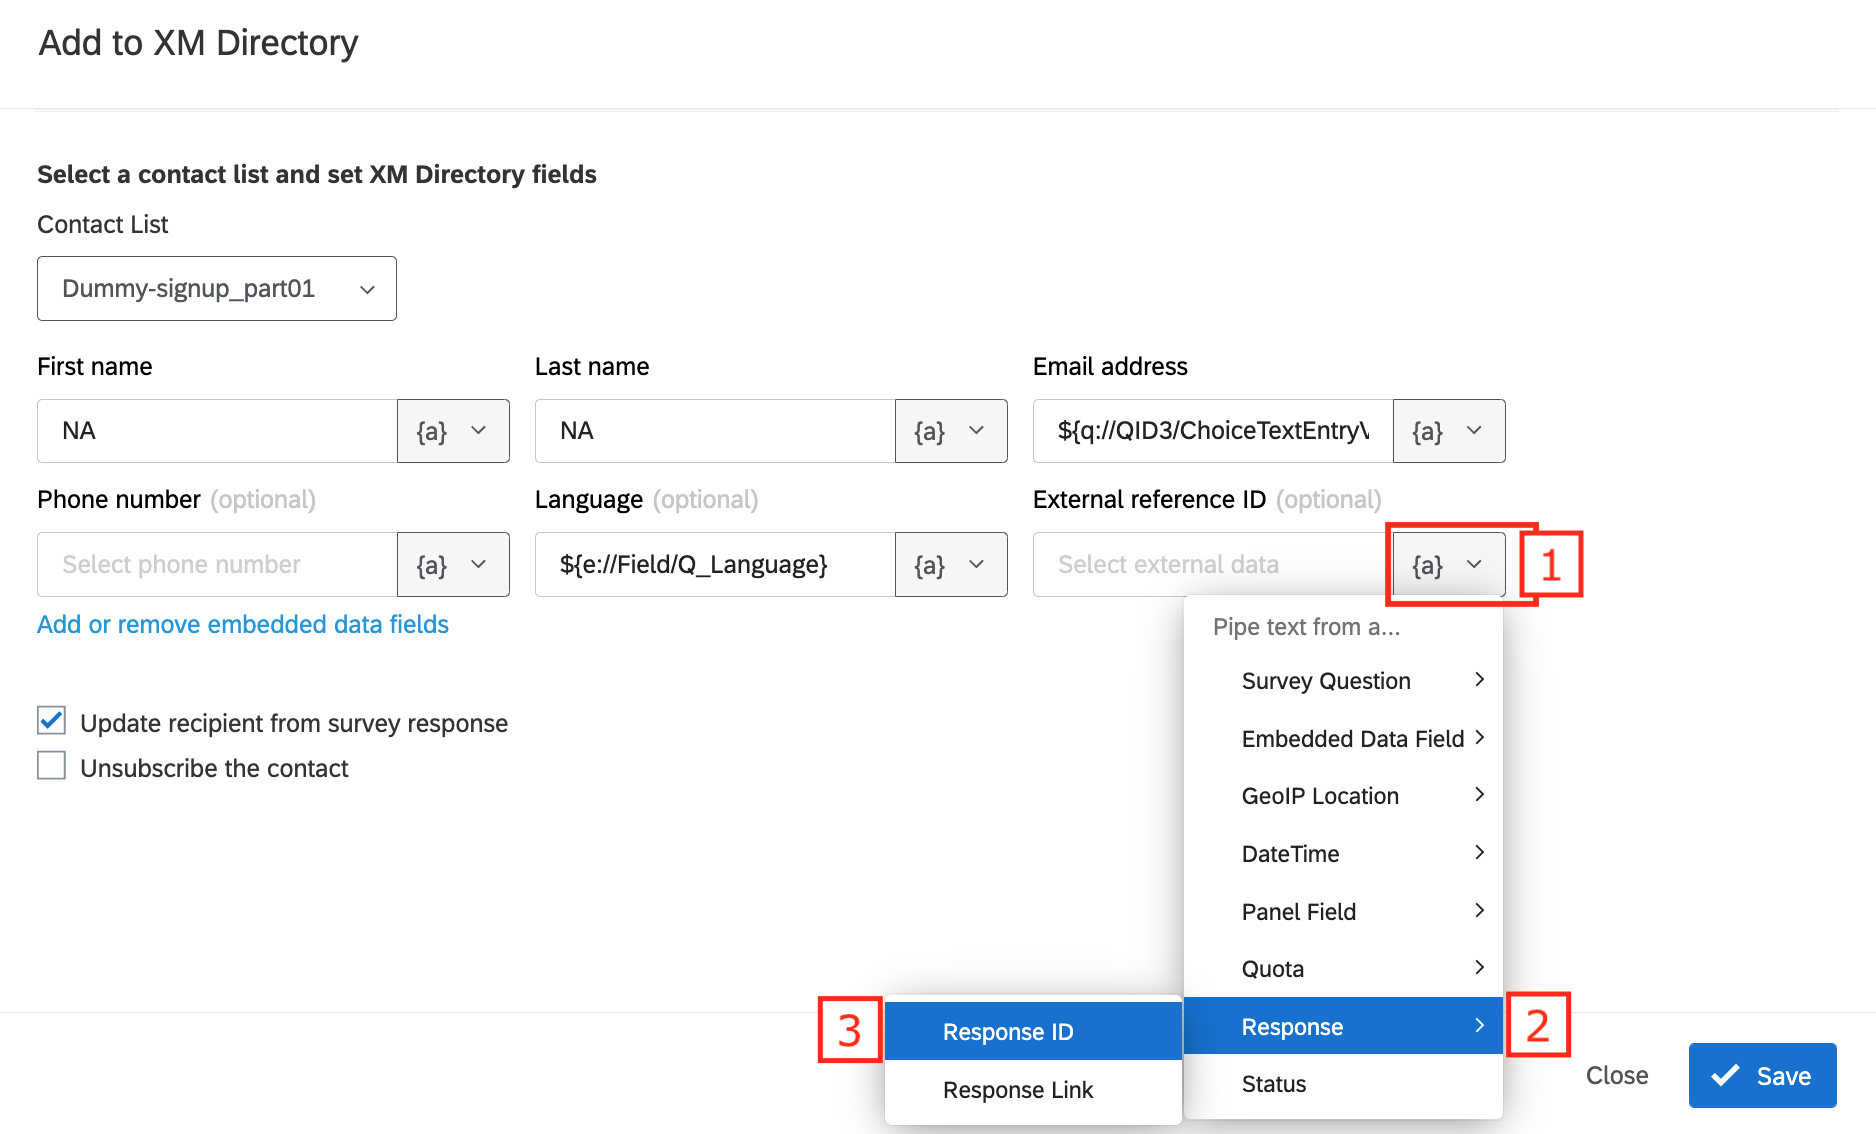 Add to XM Directory
Select a contact list and set XM Directory fields
Contact List
Dummy-signup_part01
First name
Last name
Email address
NA
{a}
NA
{a}
${q://QID3/ChoiceTextEntryV
{a}
Phone number (optional)
Language (optional)
External reference ID (optional)
Select phone number
{a}
${e://Field/Q_Language}
{a}
Select external data
{a}
1
Add or remove embedded data fields
Pipe text from a...
Survey Question
Embedded Data Field
GeoIP Location
DateTime
Panel Field
Quota
Response
2
Status
3
Response ID
Response Link
Update recipient from survey response
Unsubscribe the contact
Close
Save